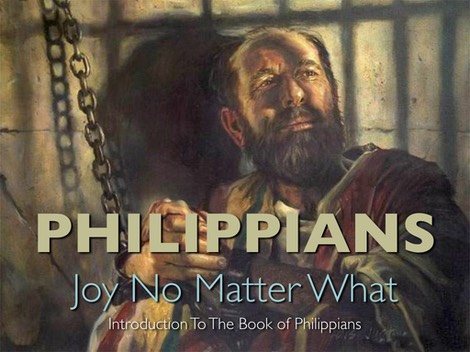 PHILIPPIANS
Joy No Matter What
Introduction To The Book of Philippians